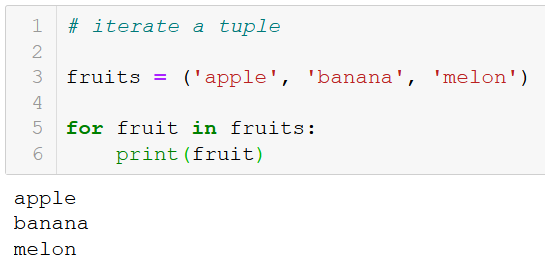 1 # iterate a tuple
2
3 fruits = ('apple', 'banana', 'melon')
4
5 for fruit in fruits:
6     print(fruit)
apple
banana
melon